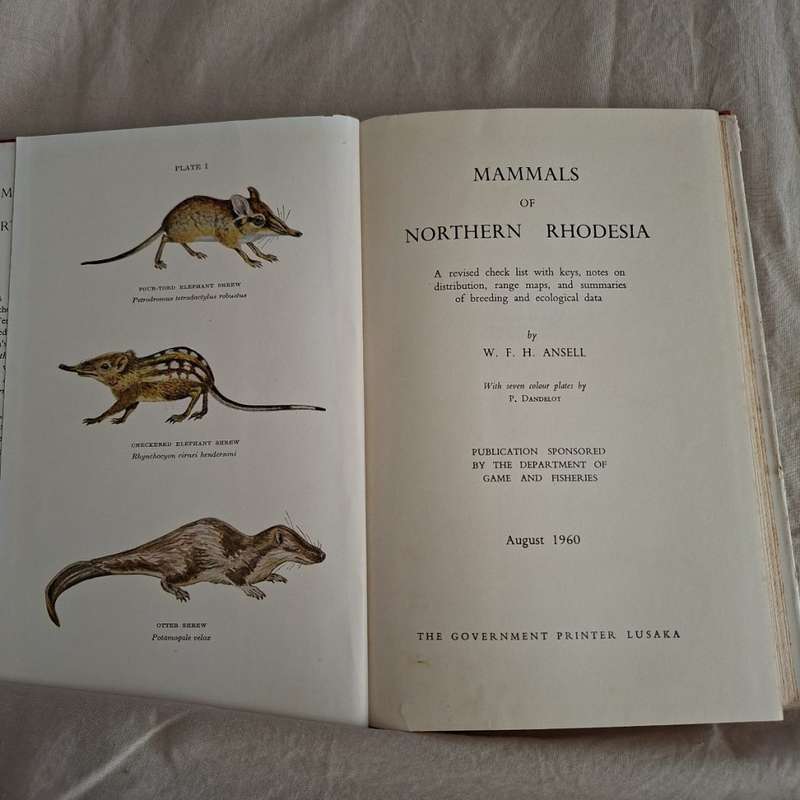 PLATE I
FOUR-TOED ELEPHANT SHREW
Petrodromus tetradactylus robustus
CHECKERED ELEPHANT SHREW
Rhynchocyon cirnei hendersoni
OTTER SHREW
Potamogale velox
MAMMALS
OF
NORTHERN RHODESIA
A revised check list with keys, notes on
distribution, range maps, and summaries
of breeding and ecological data
by
W. F. H. ANSELL
With seven colour plates by
P. DANDELOT
PUBLICATION SPONSORED
BY THE DEPARTMENT OF
GAME AND FISHERIES
August 1960
THE GOVERNMENT PRINTER LUSAKA